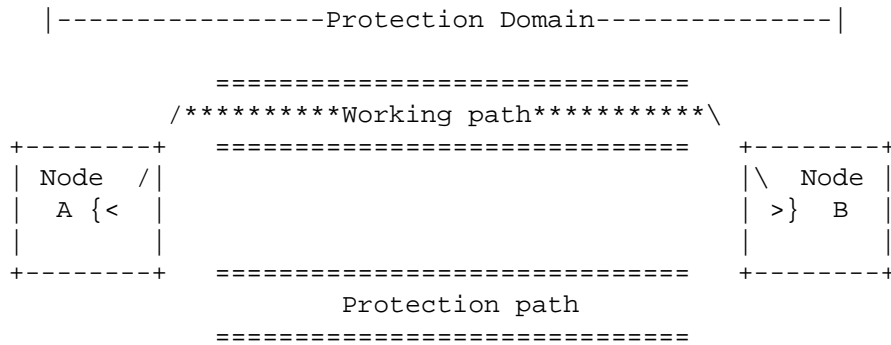 |-----------------Protection Domain---------------|
==============================
/**********Working path***********\
+--------+ ============================== +--------+
| Node /| |\ Node |
| A {< | | >} B |
| | | |
+--------+ ============================== +--------+
Protection path
==============================